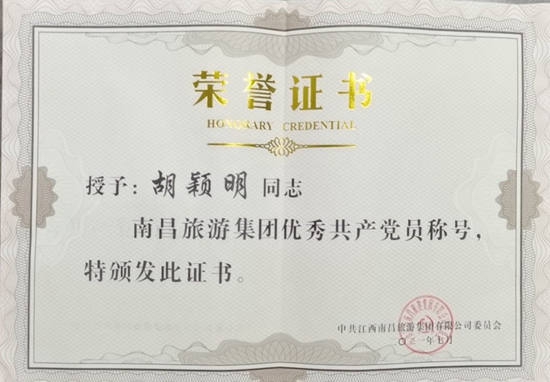 荣誉证书
HONORARY CREDENTIAL
授予：胡颖明 同志
南昌旅游集团优秀共产党员称号，
特颁发此证书。
中共江西南昌旅游集团有限公司委员会